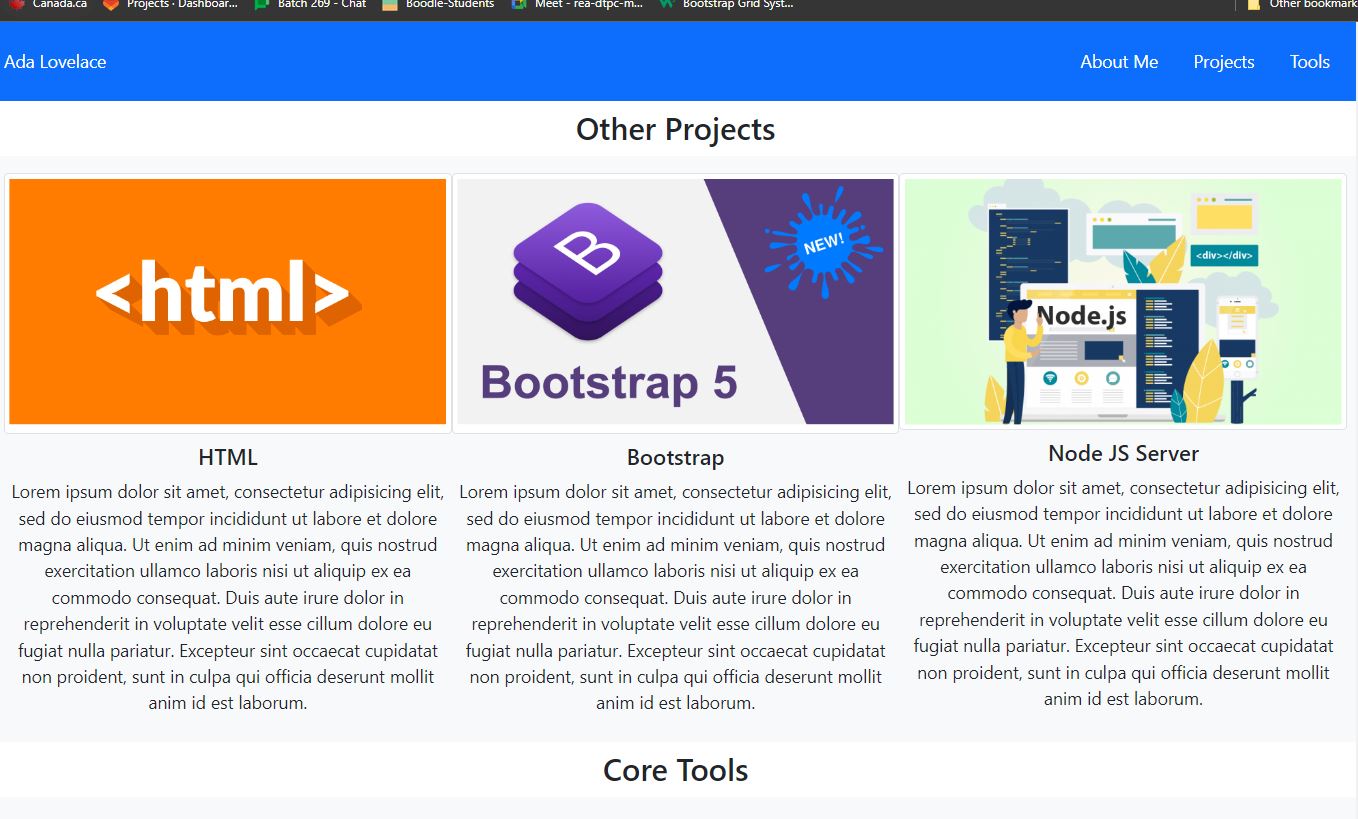 Canada.ca Projects · Dashboar... Batch 269 - Chat Boodle-Students Meet - rea-dtpc-m... Bootstrap Grid Syst... Other bookmark
Ada Lovelace About Me Projects Tools
Other Projects
<html>
B
NEW!
Bootstrap 5
<div></div>
Node.js
HTML
Lorem ipsum dolor sit amet, consectetur adipisicing elit,
sed do eiusmod tempor incididunt ut labore et dolore
magna aliqua. Ut enim ad minim veniam, quis nostrud
exercitation ullamco laboris nisi ut aliquip ex ea
commodo consequat. Duis aute irure dolor in
reprehenderit in voluptate velit esse cillum dolore eu
fugiat nulla pariatur. Excepteur sint occaecat cupidatat
non proident, sunt in culpa qui officia deserunt mollit
anim id est laborum.
Bootstrap
Lorem ipsum dolor sit amet, consectetur adipisicing elit,
sed do eiusmod tempor incididunt ut labore et dolore
magna aliqua. Ut enim ad minim veniam, quis nostrud
exercitation ullamco laboris nisi ut aliquip ex ea
commodo consequat. Duis aute irure dolor in
reprehenderit in voluptate velit esse cillum dolore eu
fugiat nulla pariatur. Excepteur sint occaecat cupidatat
non proident, sunt in culpa qui officia deserunt mollit
anim id est laborum.
Node JS Server
Lorem ipsum dolor sit amet, consectetur adipisicing elit,
sed do eiusmod tempor incididunt ut labore et dolore
magna aliqua. Ut enim ad minim veniam, quis nostrud
exercitation ullamco laboris nisi ut aliquip ex ea
commodo consequat. Duis aute irure dolor in
reprehenderit in voluptate velit esse cillum dolore eu
fugiat nulla pariatur. Excepteur sint occaecat cupidatat
non proident, sunt in culpa qui officia deserunt mollit
anim id est laborum.
Core Tools